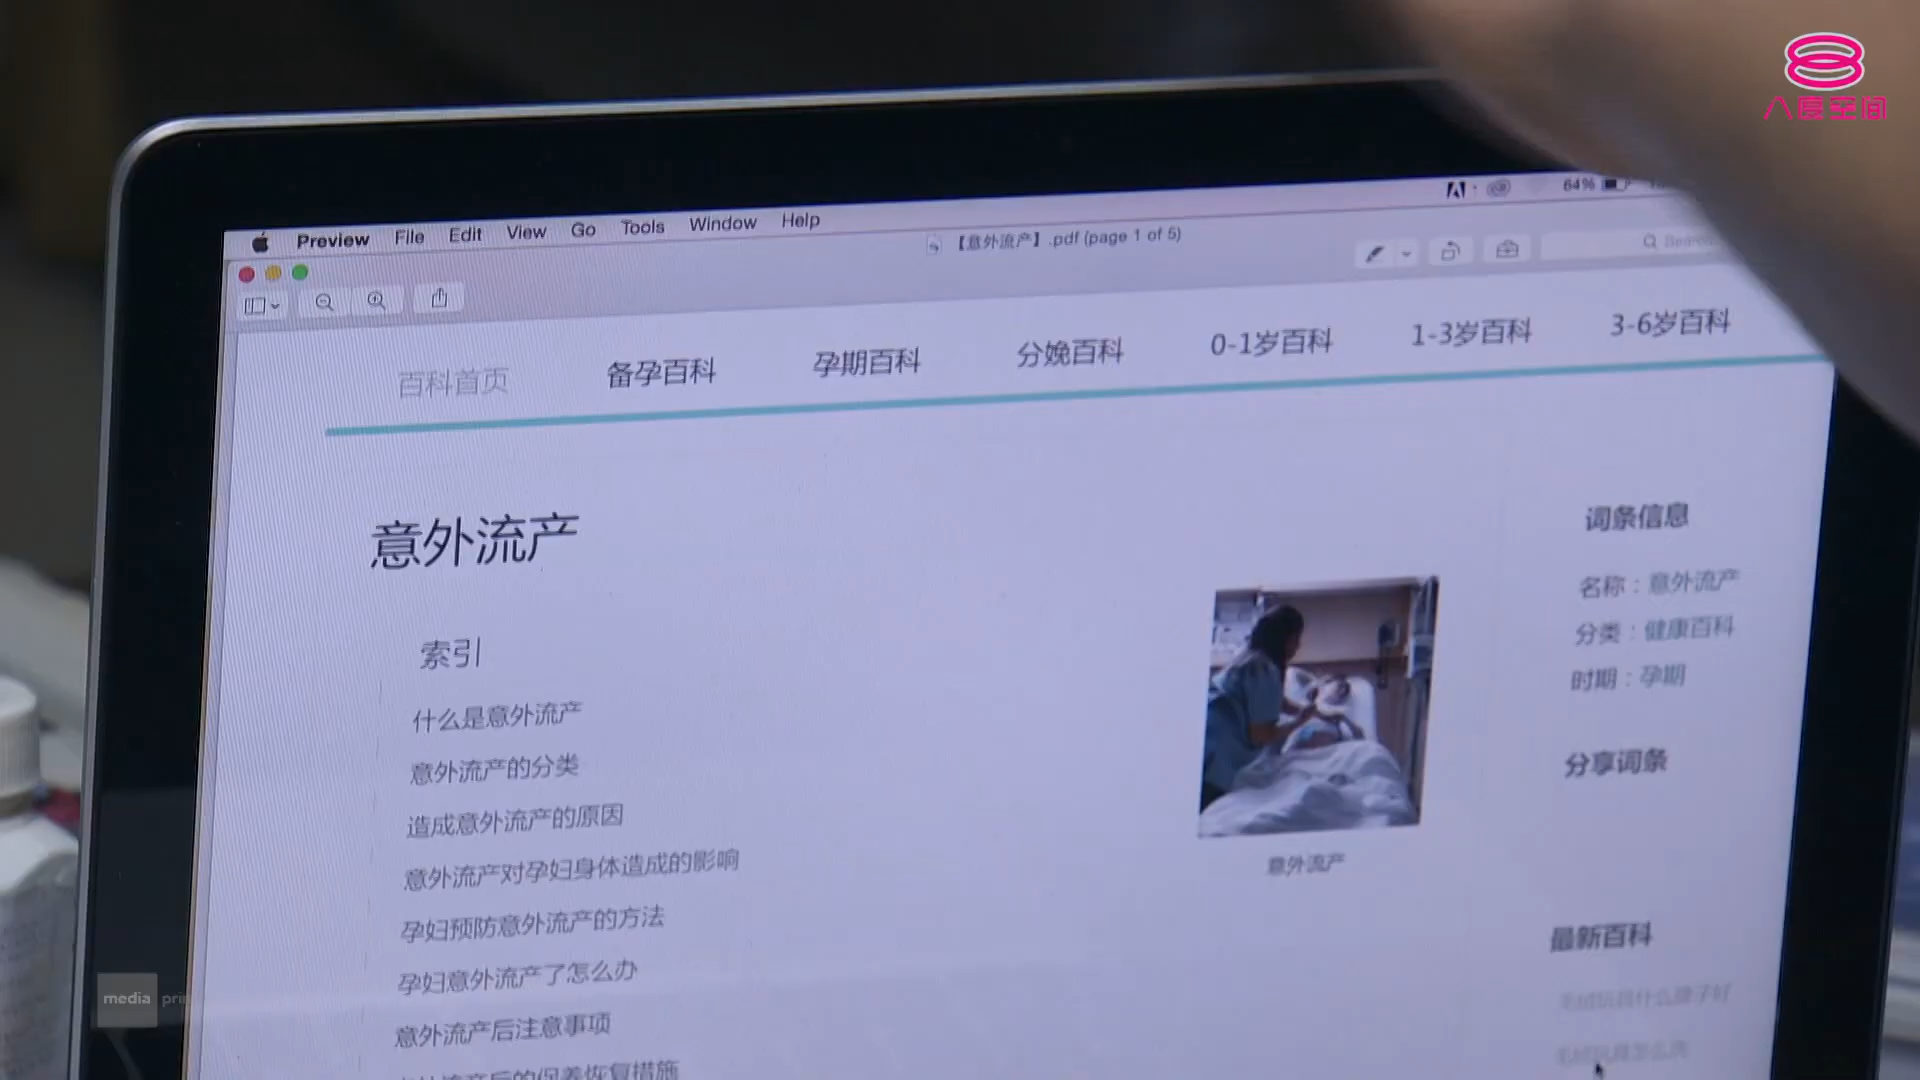 八度空间
Preview File Edit View Go Tools Window Help
64%
【意外流产】.pdf (page 1 of 5)
百科首页 备孕百科 孕期百科 分娩百科 0-1岁百科 1-3岁百科 3-6岁百科
意外流产
索引
什么是意外流产
意外流产的分类
造成意外流产的原因
意外流产对孕妇身体造成的影响
孕妇预防意外流产的方法
孕妇意外流产了怎么办
意外流产后注意事项
意外流产
词条信息
名称：意外流产
分类：健康百科
时期：孕期
分享词条
最新百科
media